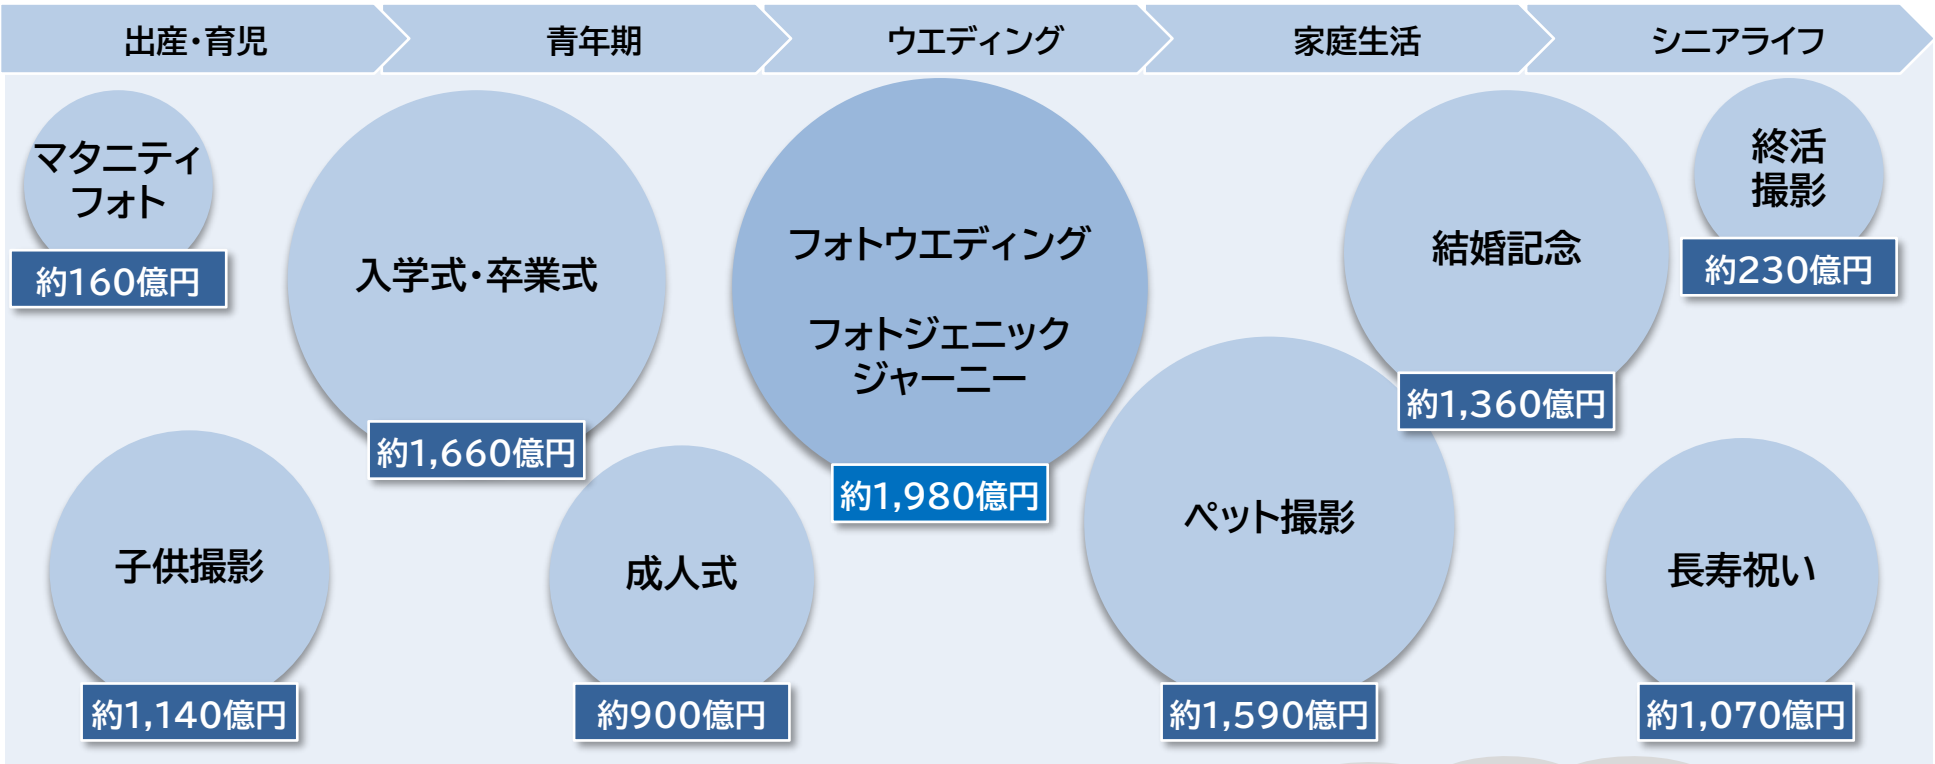 出産・育児
青年期
ウエディング
家庭生活
シニアライフ
マタニティ
フォト
約160億円
子供撮影
約1,140億円
入学式・卒業式
約1,660億円
成人式
約900億円
フォトウエディング
フォトジェニック
ジャーニー
約1,980億円
ペット撮影
約1,590億円
結婚記念
約1,360億円
終活
撮影
約230億円
長寿祝い
約1,070億円